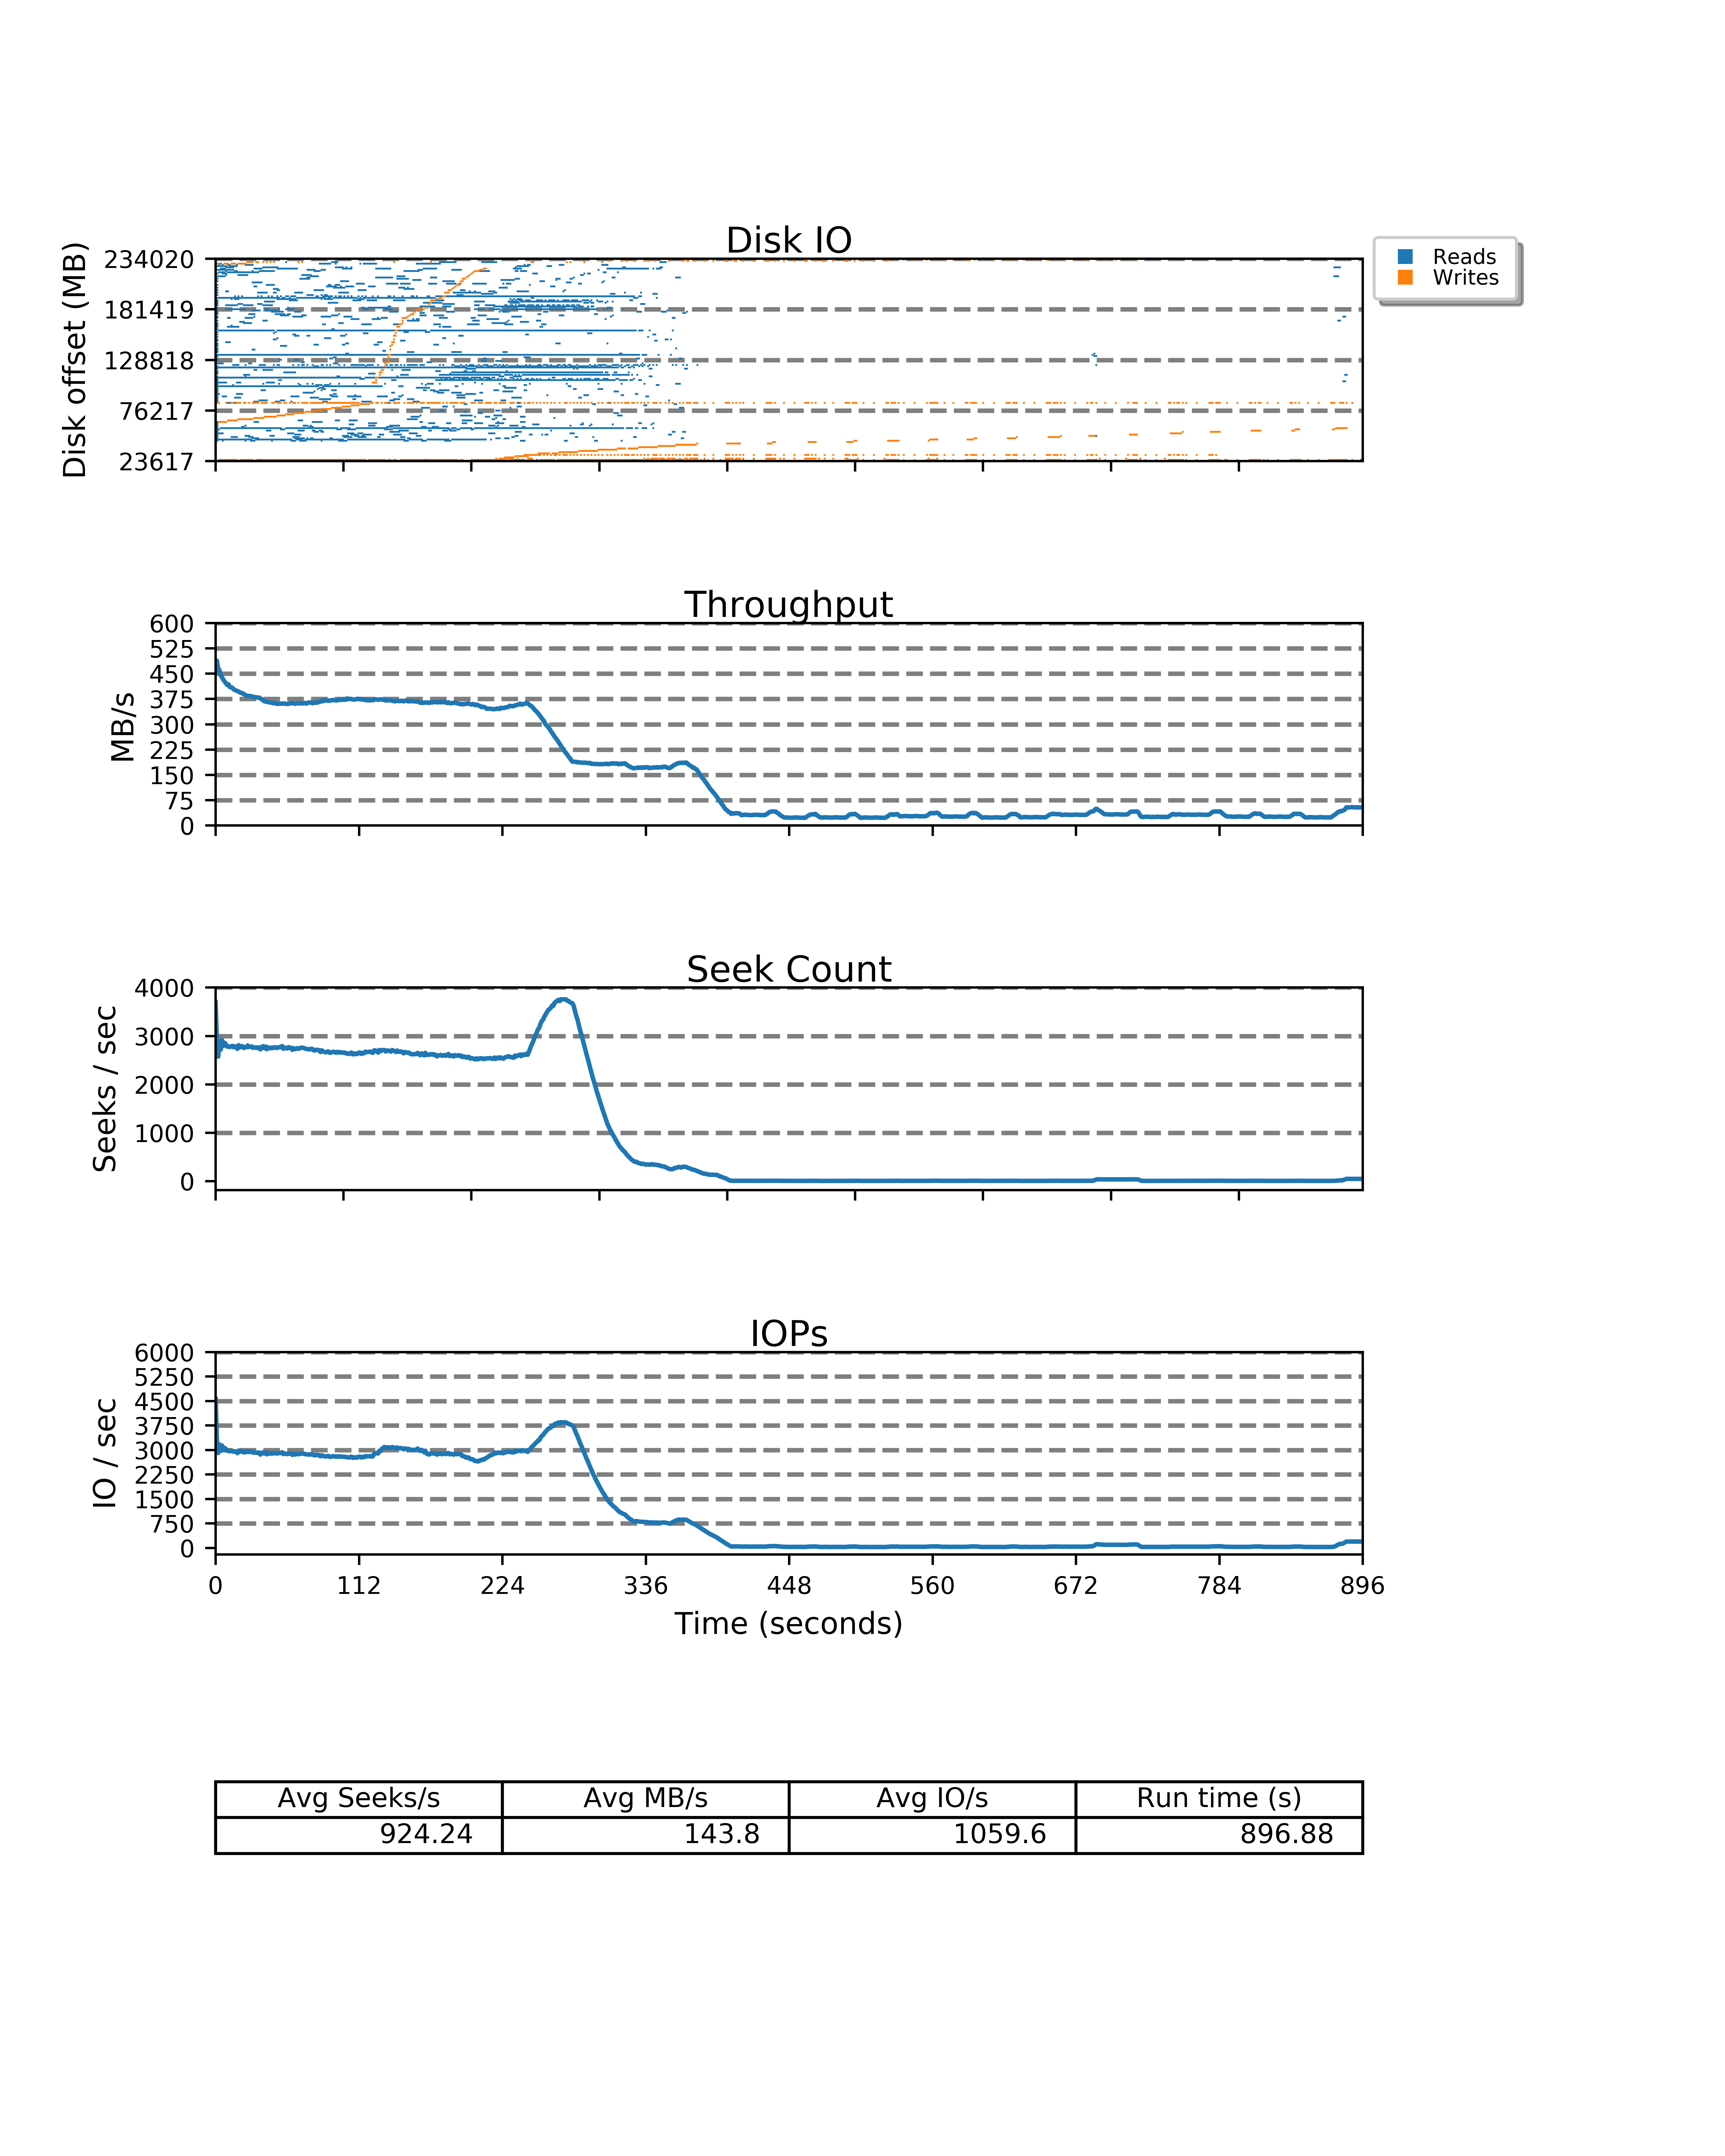 Disk IO
Disk offset (MB)
234020
181419
128818
76217
23617
Reads
Writes
Throughput
MB/s
600
525
450
375
300
225
150
75
0
Seek Count
Seeks / sec
4000
3000
2000
1000
0
IOPs
IO / sec
6000
5250
4500
3750
3000
2250
1500
750
0
0 112 224 336 448 560 672 784 896
Time (seconds)
Avg Seeks/s Avg MB/s Avg IO/s Run time (s)
924.24 143.8 1059.6 896.88